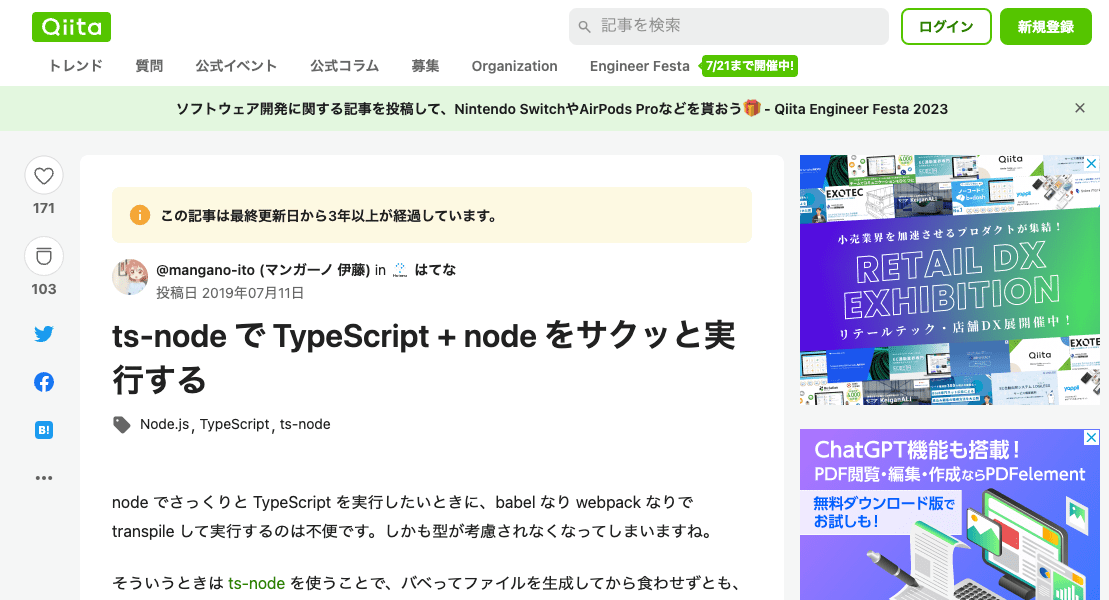 Qiita
記事を検索
ログイン
新規登録
トレンド
質問
公式イベント
公式コラム
募集
Organization
Engineer Festa
7/21まで開催中!
ソフトウェア開発に関する記事を投稿して、Nintendo SwitchやAirPods Proなどを貰おう🎁 - Qiita Engineer Festa 2023
171
103
B!
この記事は最終更新日から3年以上が経過しています。
@mangano-ito (マンガーノ 伊藤) in はてな
投稿日 2019年07月11日
ts-node で TypeScript + node をサクッと実
行する
Node.js, TypeScript, ts-node
node でさっくりと TypeScript を実行したいときに、babel なり webpack なりで
transpile して実行するのは不便です。しかも型が考慮されなくなってしまいますね。
そういうときは ts-node を使うことで、バベってファイルを生成してから食わせずとも、
Qiita
EXOTEC
KeiganALI
b→dash
yappli
小売業界を加速させるプロダクトが集結！
RETAIL DX
EXHIBITION
リテールテック・店舗DX展開催中！
EXOTE
Qiita
KeiganALI
yappli
ChatGPT機能も搭載！
PDF閲覧・編集・作成ならPDFelement
無料ダウンロード版で
お試しも！